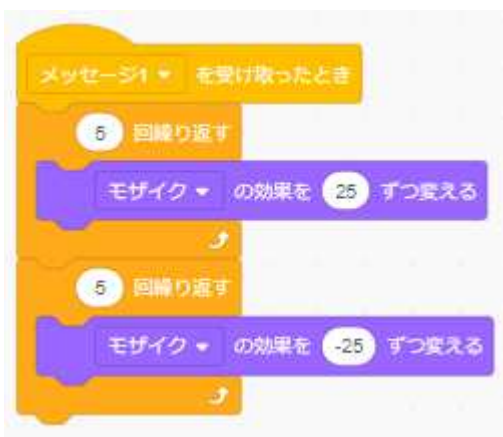 メッセージ1 を受け取ったとき
5 回繰り返す
モザイク の効果を 25 ずつ変える
5 回繰り返す
モザイク の効果を -25 ずつ変える